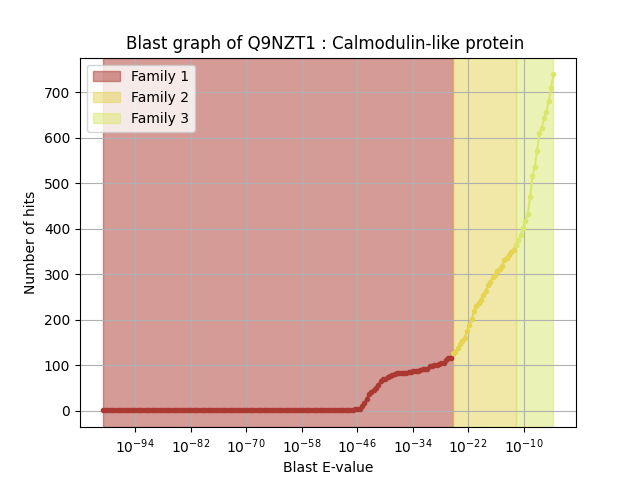 Blast graph of Q9NZT1 : Calmodulin-like protein
Family 1
Family 2
Family 3
Number of hits
700
600
500
400
300
200
100
0
10^{-94} 10^{-82} 10^{-70} 10^{-58} 10^{-46} 10^{-34} 10^{-22} 10^{-10}
Blast E-value